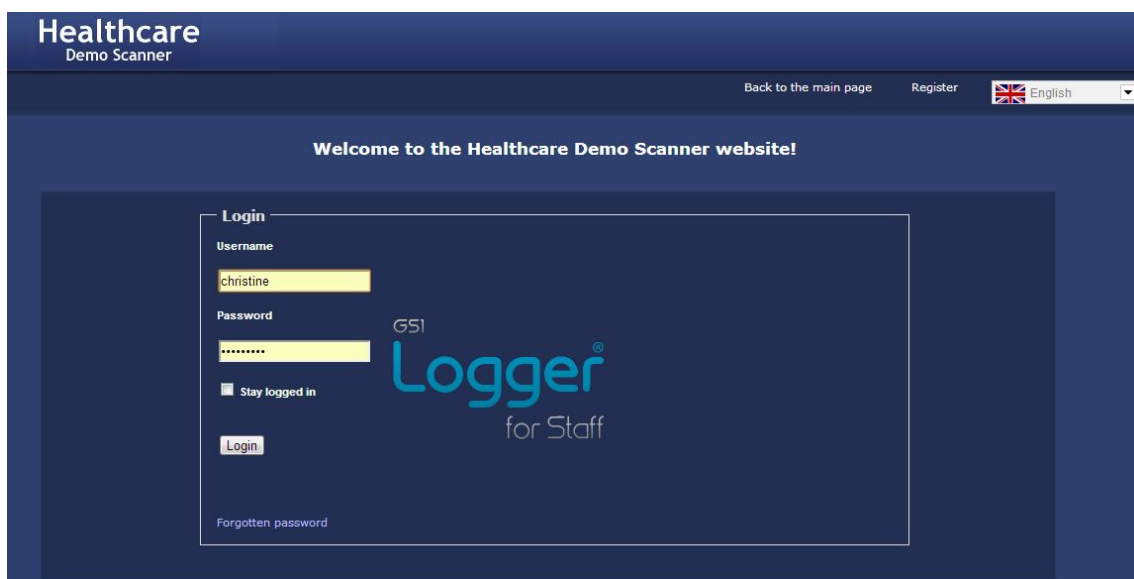 Healthcare
Demo Scanner
Back to the main page Register English
Welcome to the Healthcare Demo Scanner website!
Login
Username
christine
Password
•••••••••
Stay logged in
Login
Forgotten password
GS1
Logger®
for Staff